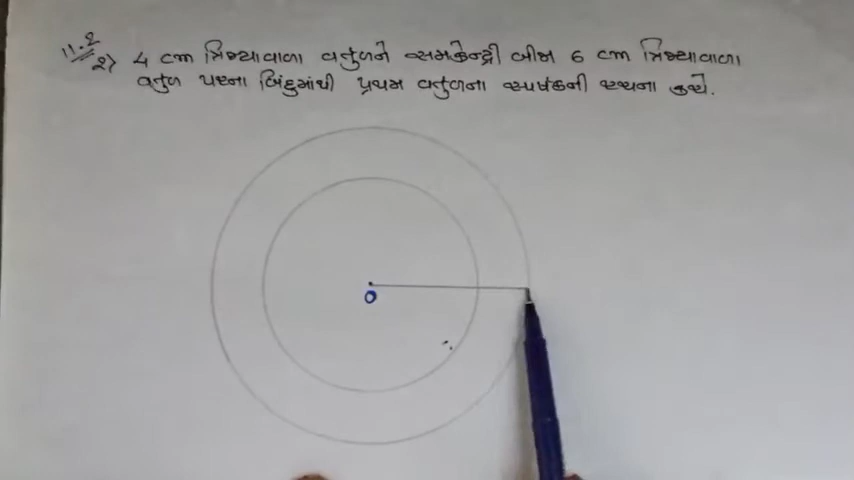 11.2
2) 4 cm ત્રિજ્યાવાળા વર્તુળને સમકેન્દ્રી બીજા 6 cm ત્રિજ્યાવાળા
વર્તુળ પરના બિંદુમાંથી પ્રથમ વર્તુળના સ્પર્શકની રચના કરો.
O